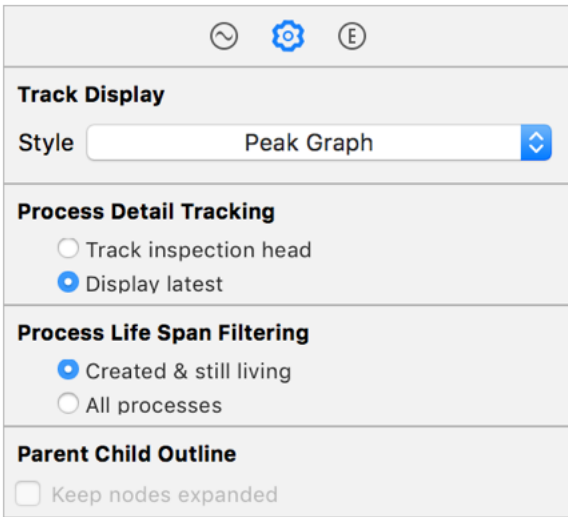 E
Track Display
Style Peak Graph
Process Detail Tracking
Track inspection head
Display latest
Process Life Span Filtering
Created & still living
All processes
Parent Child Outline
Keep nodes expanded